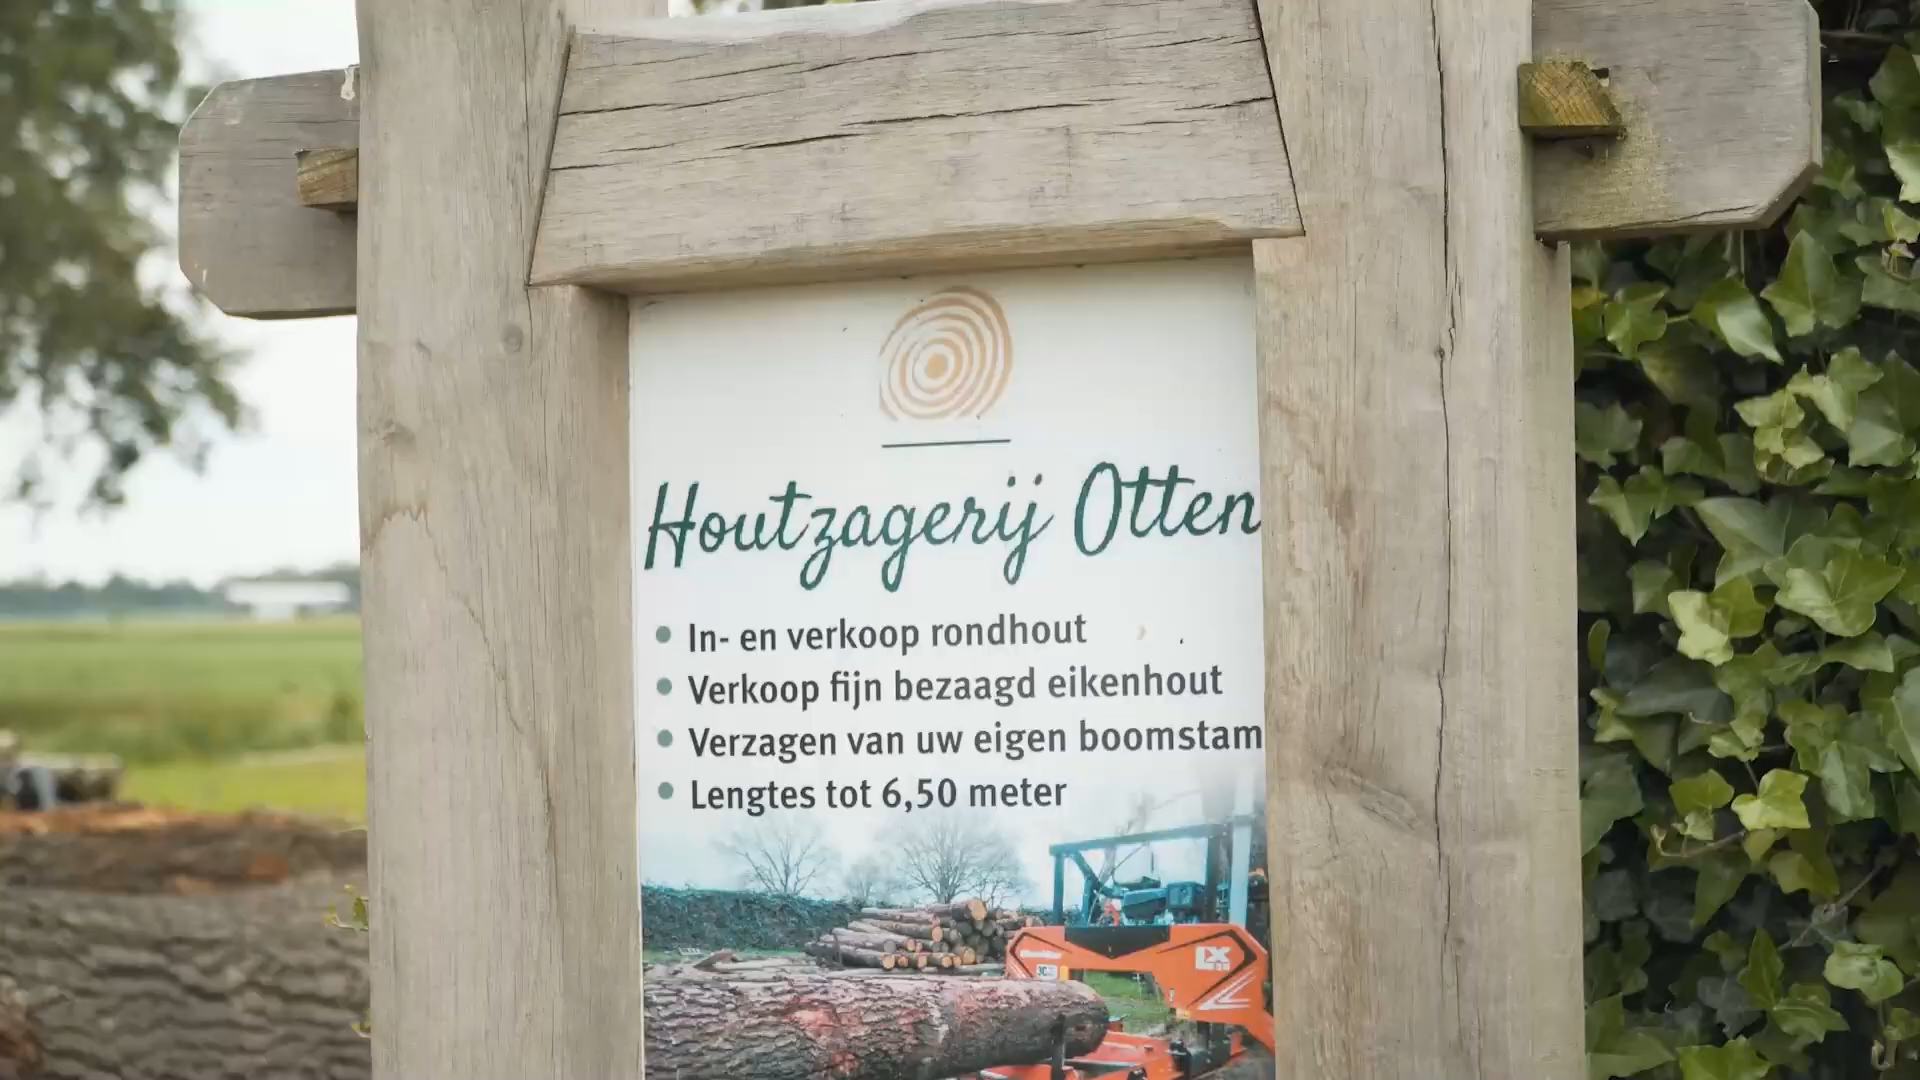 Houtzagerij Otten
In- en verkoop rondhout
Verkoop fijn bezaagd eikenhout
Verzagen van uw eigen boomstam
Lengtes tot 6,50 meter
LX